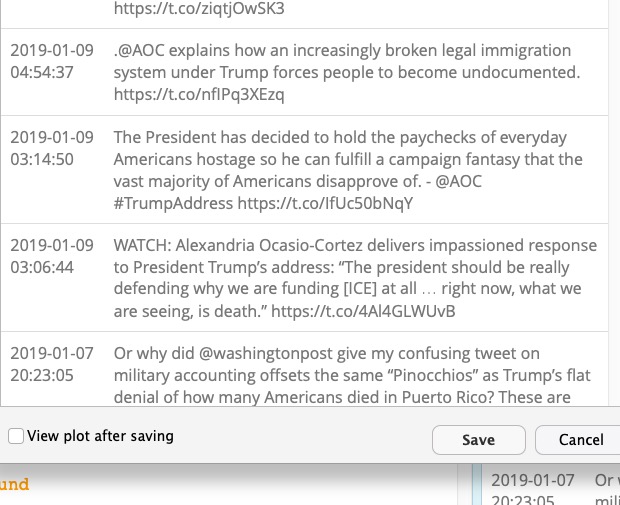 https://t.co/ziqtjOwSK3
2019-01-09 .@AOC explains how an increasingly broken legal immigration
04:54:37 system under Trump forces people to become undocumented.
https://t.co/nflPq3XEzq
2019-01-09 The President has decided to hold the paychecks of everyday
03:14:50 Americans hostage so he can fulfill a campaign fantasy that the
vast majority of Americans disapprove of. - @AOC
#TrumpAddress https://t.co/lfUc50bNqY
2019-01-09 WATCH: Alexandria Ocasio-Cortez delivers impassioned response
03:06:44 to President Trump’s address: “The president should be really
defending why we are funding [ICE] at all … right now, what we
are seeing, is death.” https://t.co/4Al4GLWUvB
2019-01-07 Or why did @washingtonpost give my confusing tweet on
20:23:05 military accounting offsets the same “Pinocchios” as Trump’s flat
denial of how many Americans died in Puerto Rico? These are
View plot after saving
Save
Cancel
und
2019-01-07 Or
20:23:05 mili